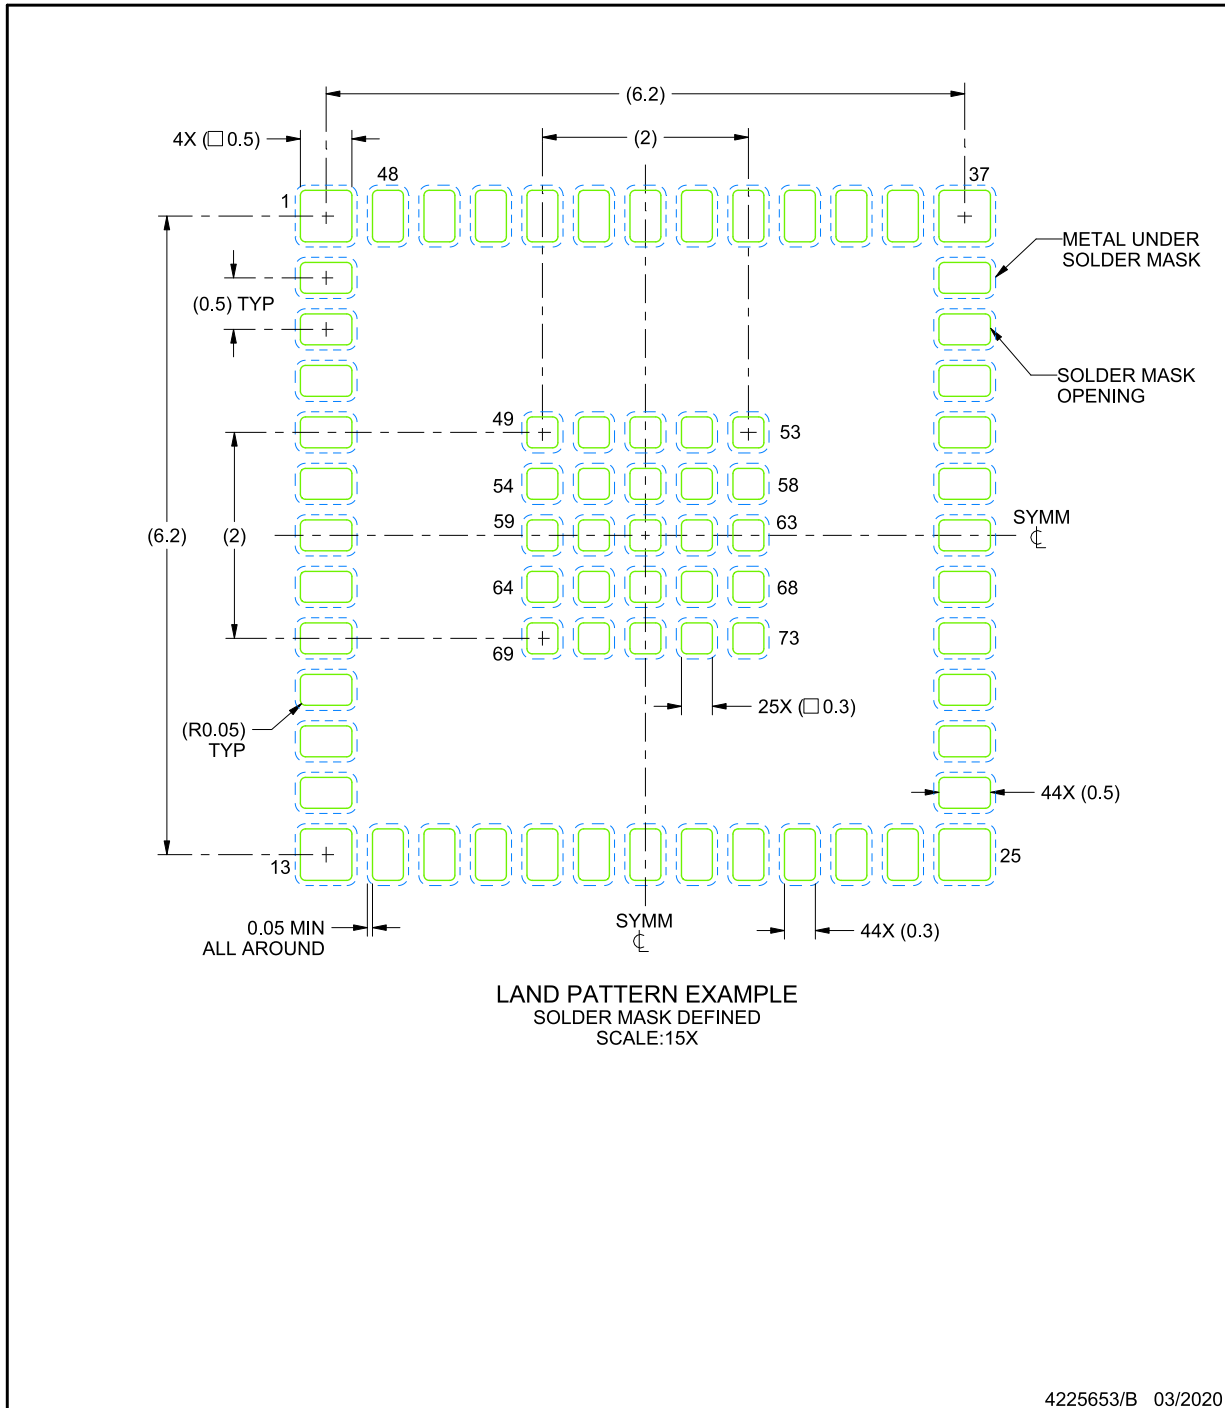 (6.2)
(2)
4X (□ 0.5)
48
37
1
METAL UNDER
SOLDER MASK
(0.5) TYP
SOLDER MASK
OPENING
49
53
54
58
59
63
SYMM
℄
(6.2)
(2)
64
68
69
73
25X (□ 0.3)
(R0.05)
TYP
44X (0.5)
13
25
0.05 MIN
ALL AROUND
SYMM
℄
44X (0.3)
LAND PATTERN EXAMPLE
SOLDER MASK DEFINED
SCALE:15X
4225653/B 03/2020